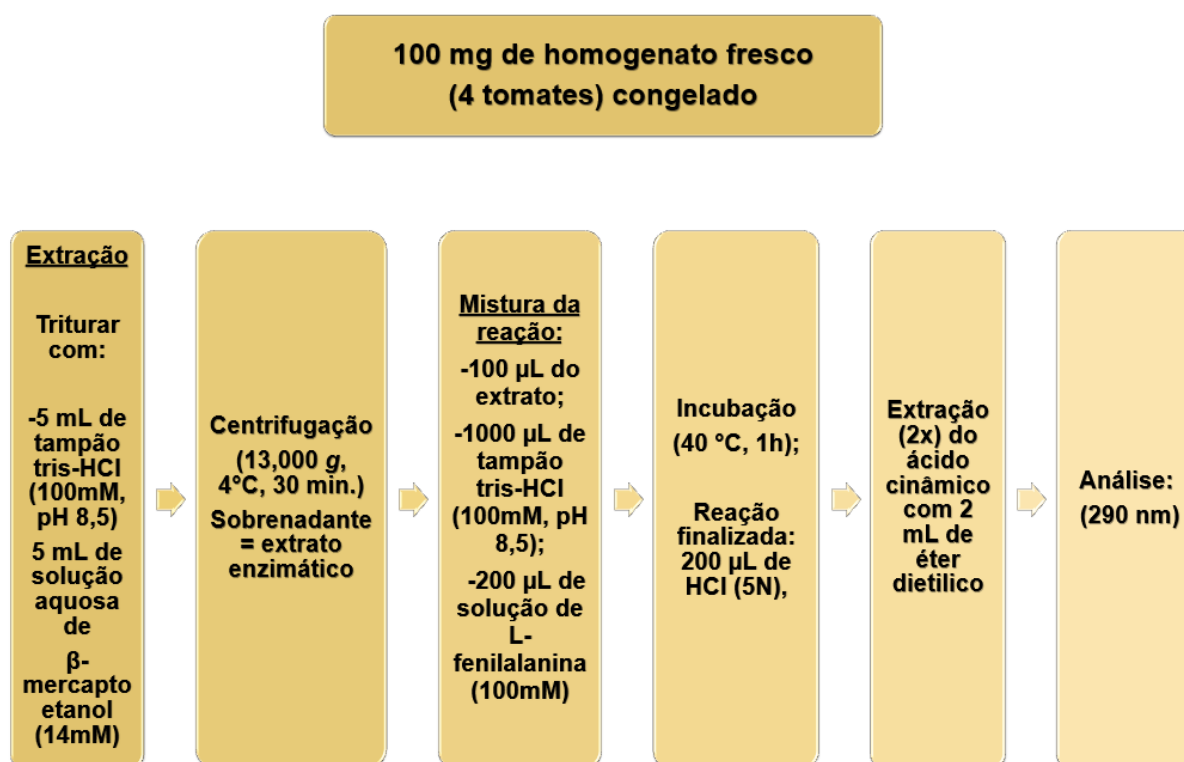 100 mg de homogenato fresco
(4 tomates) congelado
Extração
Triturar
com:
-5 mL de
tampão
tris-HCl
(100mM,
pH 8,5)
5 mL de
solução
aquosa
de
β-
mercapto
etanol
(14mM)
Centrifugação
(13,000 g,
4ºC, 30 min.)
Sobrenadante
= extrato
enzimático
Mistura da
reação:
-100 µL do
extrato;
-1000 µL de
tampão
tris-HCl
(100mM, pH
8,5);
-200 µL de
solução de
L-
fenilalanina
(100mM)
Incubação
(40 ºC, 1h);
Reação
finalizada:
200 µL de
HCl (5N),
Extração
(2x) do
ácido
cinâmico
com 2
mL de
éter
dietilico
Análise:
(290 nm)